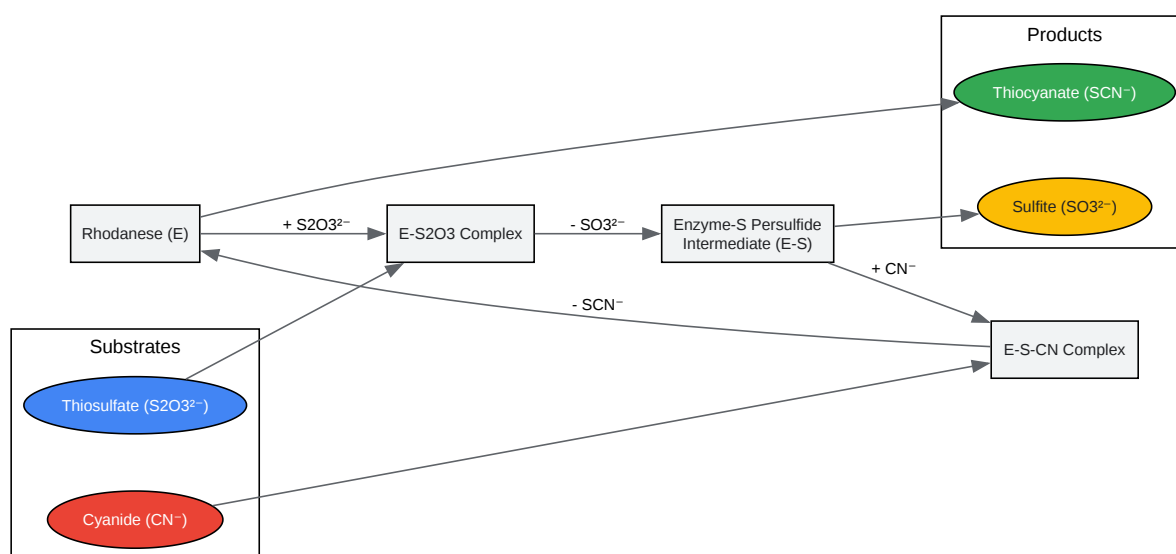 Products
Thiocyanate (SCN⁻)
Sulfite (SO3²⁻)
Rhodanese (E)
+ S2O3²⁻
E-S2O3 Complex
- SO3²⁻
Enzyme-S Persulfide
Intermediate (E-S)
+ CN⁻
- SCN⁻
E-S-CN Complex
Substrates
Thiosulfate (S2O3²⁻)
Cyanide (CN⁻)